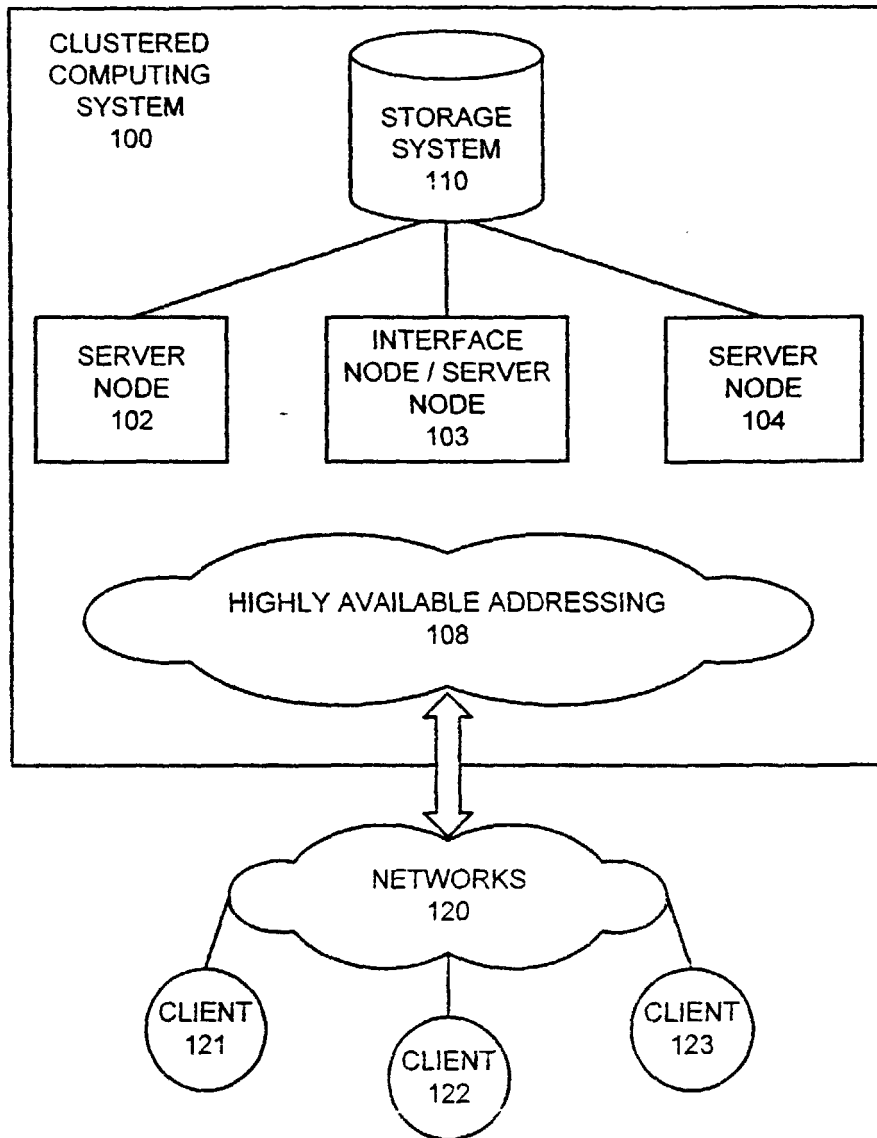 CLUSTERED
COMPUTING
SYSTEM
100
STORAGE
SYSTEM
110
SERVER
NODE
102
INTERFACE
NODE / SERVER
NODE
103
SERVER
NODE
104
HIGHLY AVAILABLE ADDRESSING
108
NETWORKS
120
CLIENT
121
CLIENT
122
CLIENT
123